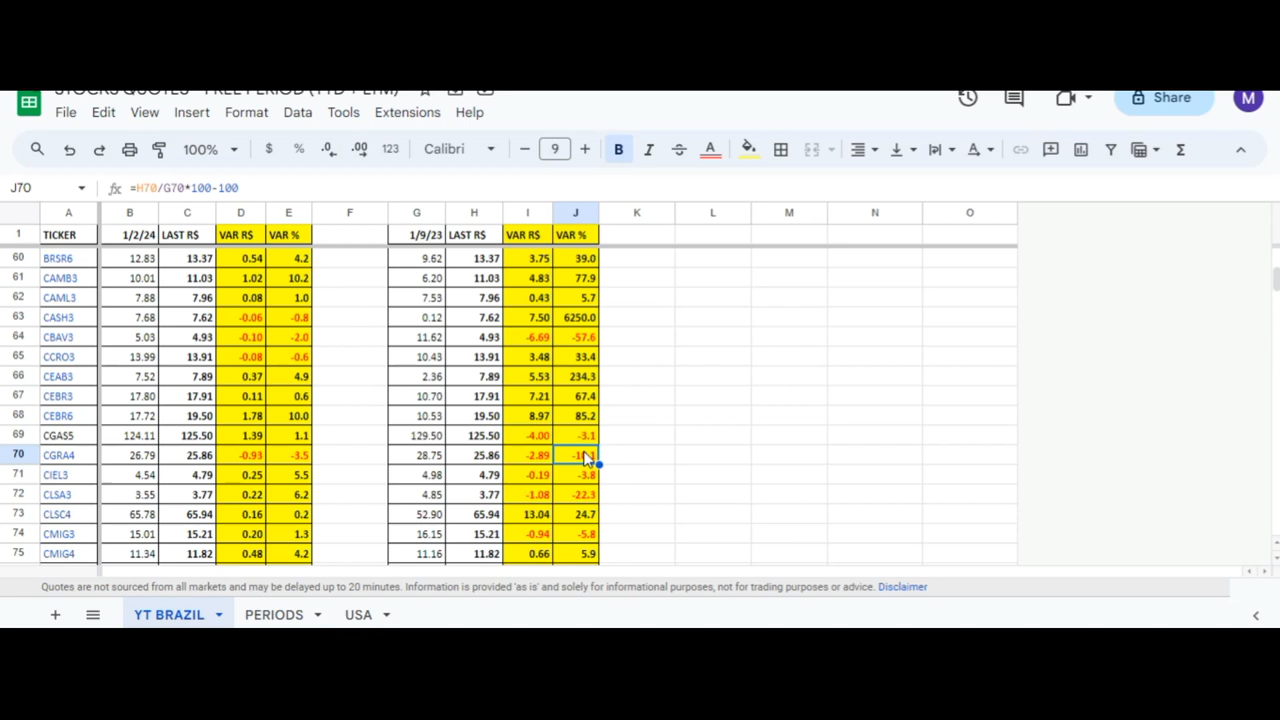 STOCKS QUOTES - FREE PERIOD (YTD + LTM)
File Edit View Insert Format Data Tools Extensions Help
Share M
100% $ % .0 .00 123 Calibri 9 B I A Σ
J70 fx =H70/G70*100-100
A B C D E F G H I J K L M N O
1 TICKER 1/2/24 LAST R$ VAR R$ VAR % 1/9/23 LAST R$ VAR R$ VAR %
60 BRSR6 12.83 13.37 0.54 4.2 9.62 13.37 3.75 39.0
61 CAMB3 10.01 11.03 1.02 10.2 6.20 11.03 4.83 77.9
62 CAML3 7.88 7.96 0.08 1.0 7.53 7.96 0.43 5.7
63 CASH3 7.68 7.62 -0.06 -0.8 0.12 7.62 7.50 6250.0
64 CBAV3 5.03 4.93 -0.10 -2.0 11.62 4.93 -6.69 -57.6
65 CCRO3 13.99 13.91 -0.08 -0.6 10.43 13.91 3.48 33.4
66 CEAB3 7.52 7.89 0.37 4.9 2.36 7.89 5.53 234.3
67 CEBR3 17.80 17.91 0.11 0.6 10.70 17.91 7.21 67.4
68 CEBR6 17.72 19.50 1.78 10.0 10.53 19.50 8.97 85.2
69 CGAS5 124.11 125.50 1.39 1.1 129.50 125.50 -4.00 -3.1
70 CGRA4 26.79 25.86 -0.93 -3.5 28.75 25.86 -2.89
71 CIEL3 4.54 4.79 0.25 5.5 4.98 4.79 -0.19 -3.8
72 CLSA3 3.55 3.77 0.22 6.2 4.85 3.77 -1.08 -22.3
73 CLSC4 65.78 65.94 0.16 0.2 52.90 65.94 13.04 24.7
74 CMIG3 15.01 15.21 0.20 1.3 16.15 15.21 -0.94 -5.8
75 CMIG4 11.34 11.82 0.48 4.2 11.16 11.82 0.66 5.9
Quotes are not sourced from all markets and may be delayed up to 20 minutes. Information is provided 'as is' and solely for informational purposes, not for trading purposes or advice. Disclaimer
YT BRAZIL PERIODS USA